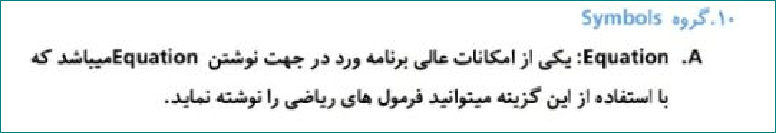 ۱۰.گروه Symbols
A. Equation: یکی از امکانات عالی برنامه ورد در جهت نوشتن Equationمیباشد که
با استفاده از این گزینه میتوانید فرمول های ریاضی را نوشته نماید.